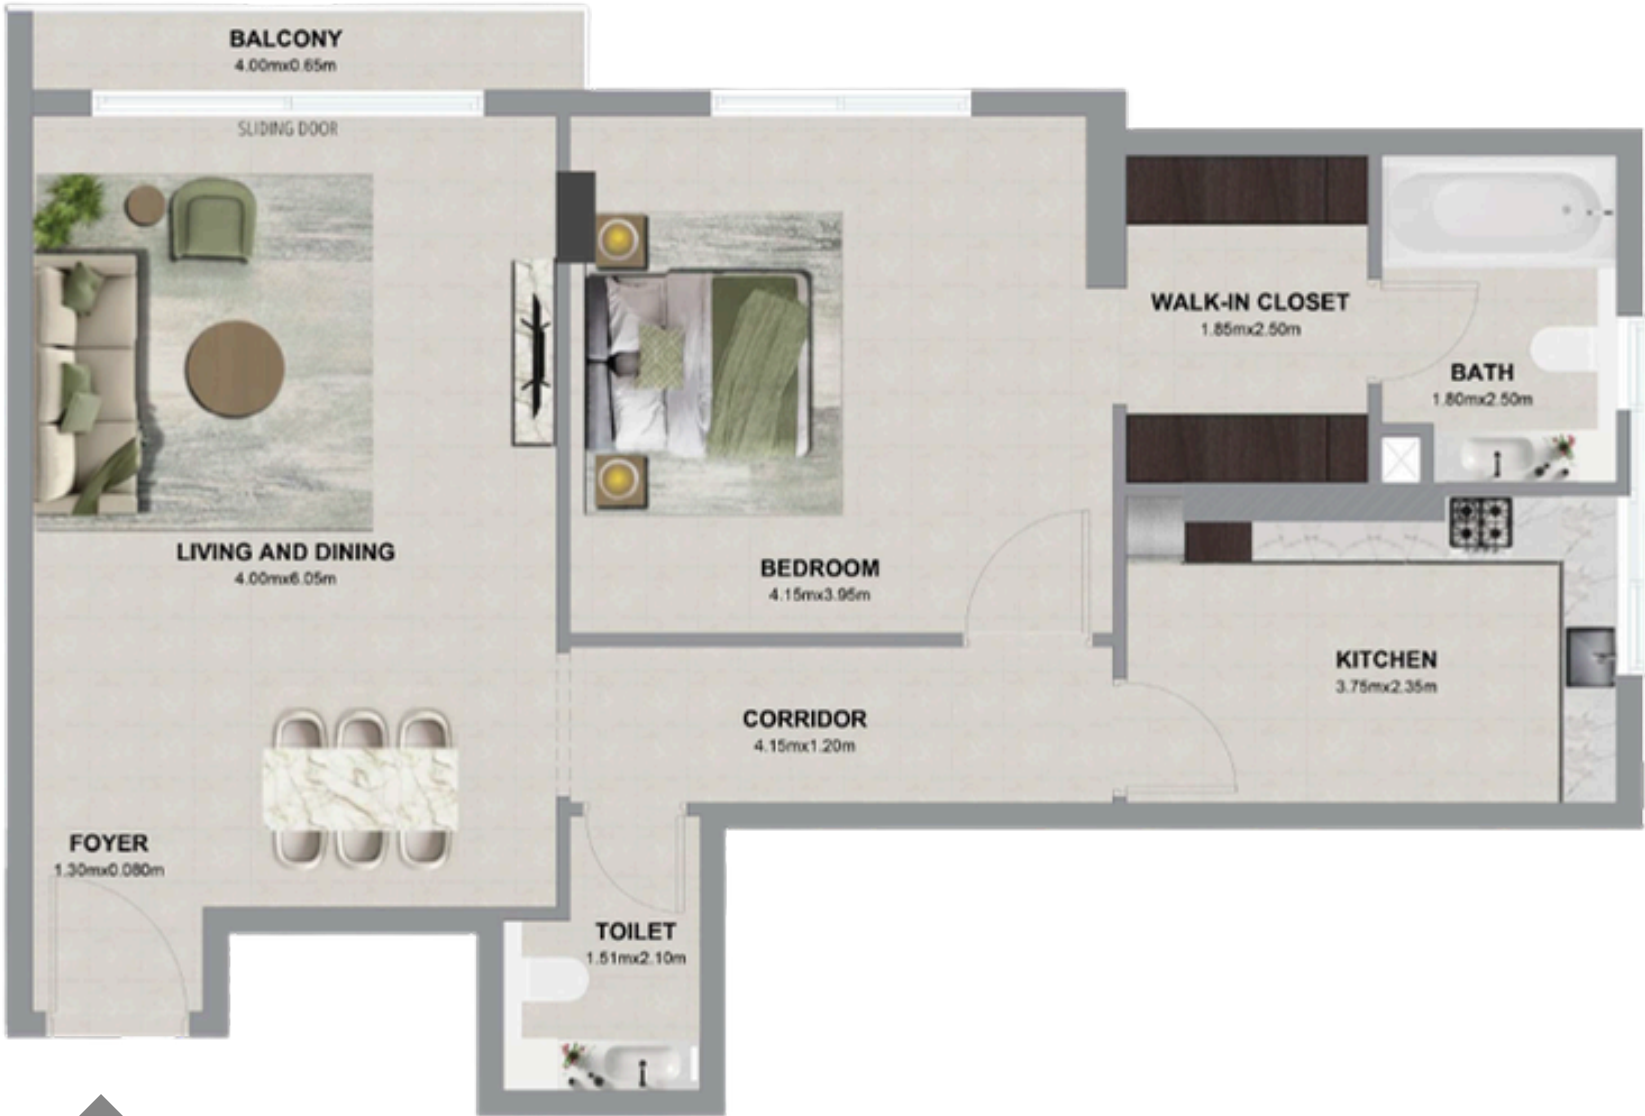 BALCONY
4.00mx0.65m
SLIDING DOOR
WALK-IN CLOSET
1.85mx2.50m
BATH
1.80mx2.50m
LIVING AND DINING
4.00mx6.05m
BEDROOM
4.15mx3.95m
KITCHEN
3.75mx2.35m
CORRIDOR
4.15mx1.20m
FOYER
1.30mx0.080m
TOILET
1.51mx2.10m